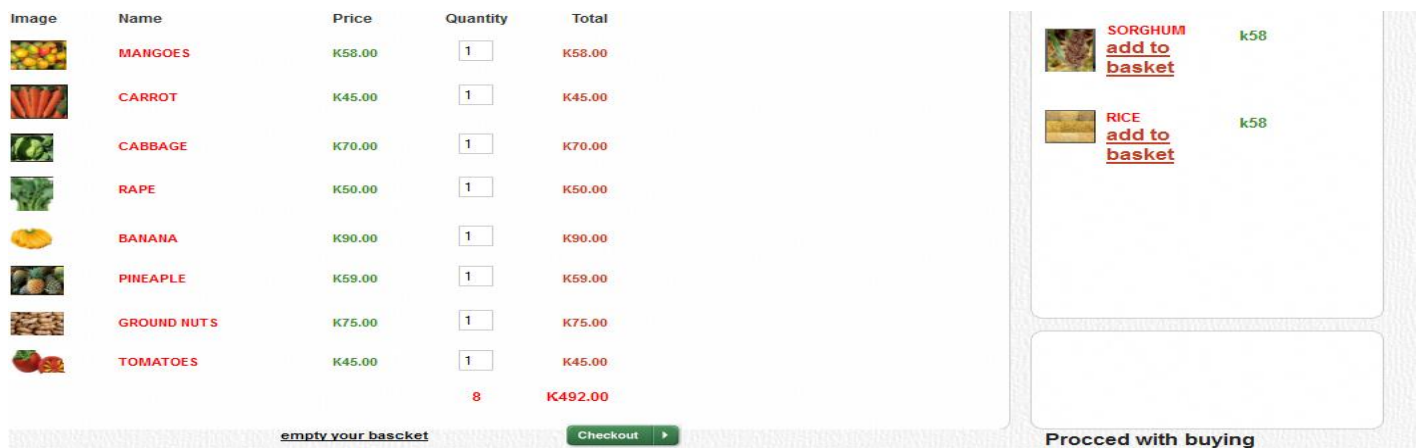 Image Name Price Quantity Total
MANGOES K58.00 1 K58.00
CARROT K45.00 1 K45.00
CABBAGE K70.00 1 K70.00
RAPE K50.00 1 K50.00
BANANA K90.00 1 K90.00
PINEAPLE K59.00 1 K59.00
GROUND NUTS K75.00 1 K75.00
TOMATOES K45.00 1 K45.00
8 K492.00
empty your bascket Checkout
SORGHUM k58
add to
basket
RICE k58
add to
basket
Procced with buying